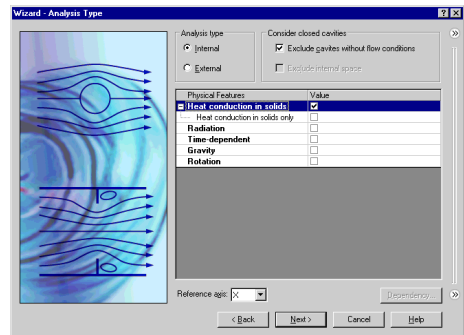 Wizard - Analysis Type
Analysis type
Internal
External
Consider closed cavities
Exclude cavites without flow conditions
Exclude internal space
Physical Features Value
Heat conduction in solids
Heat conduction in solids only
Radiation
Time-dependent
Gravity
Rotation
Reference axis: X
Dependency...
< Back Next > Cancel Help